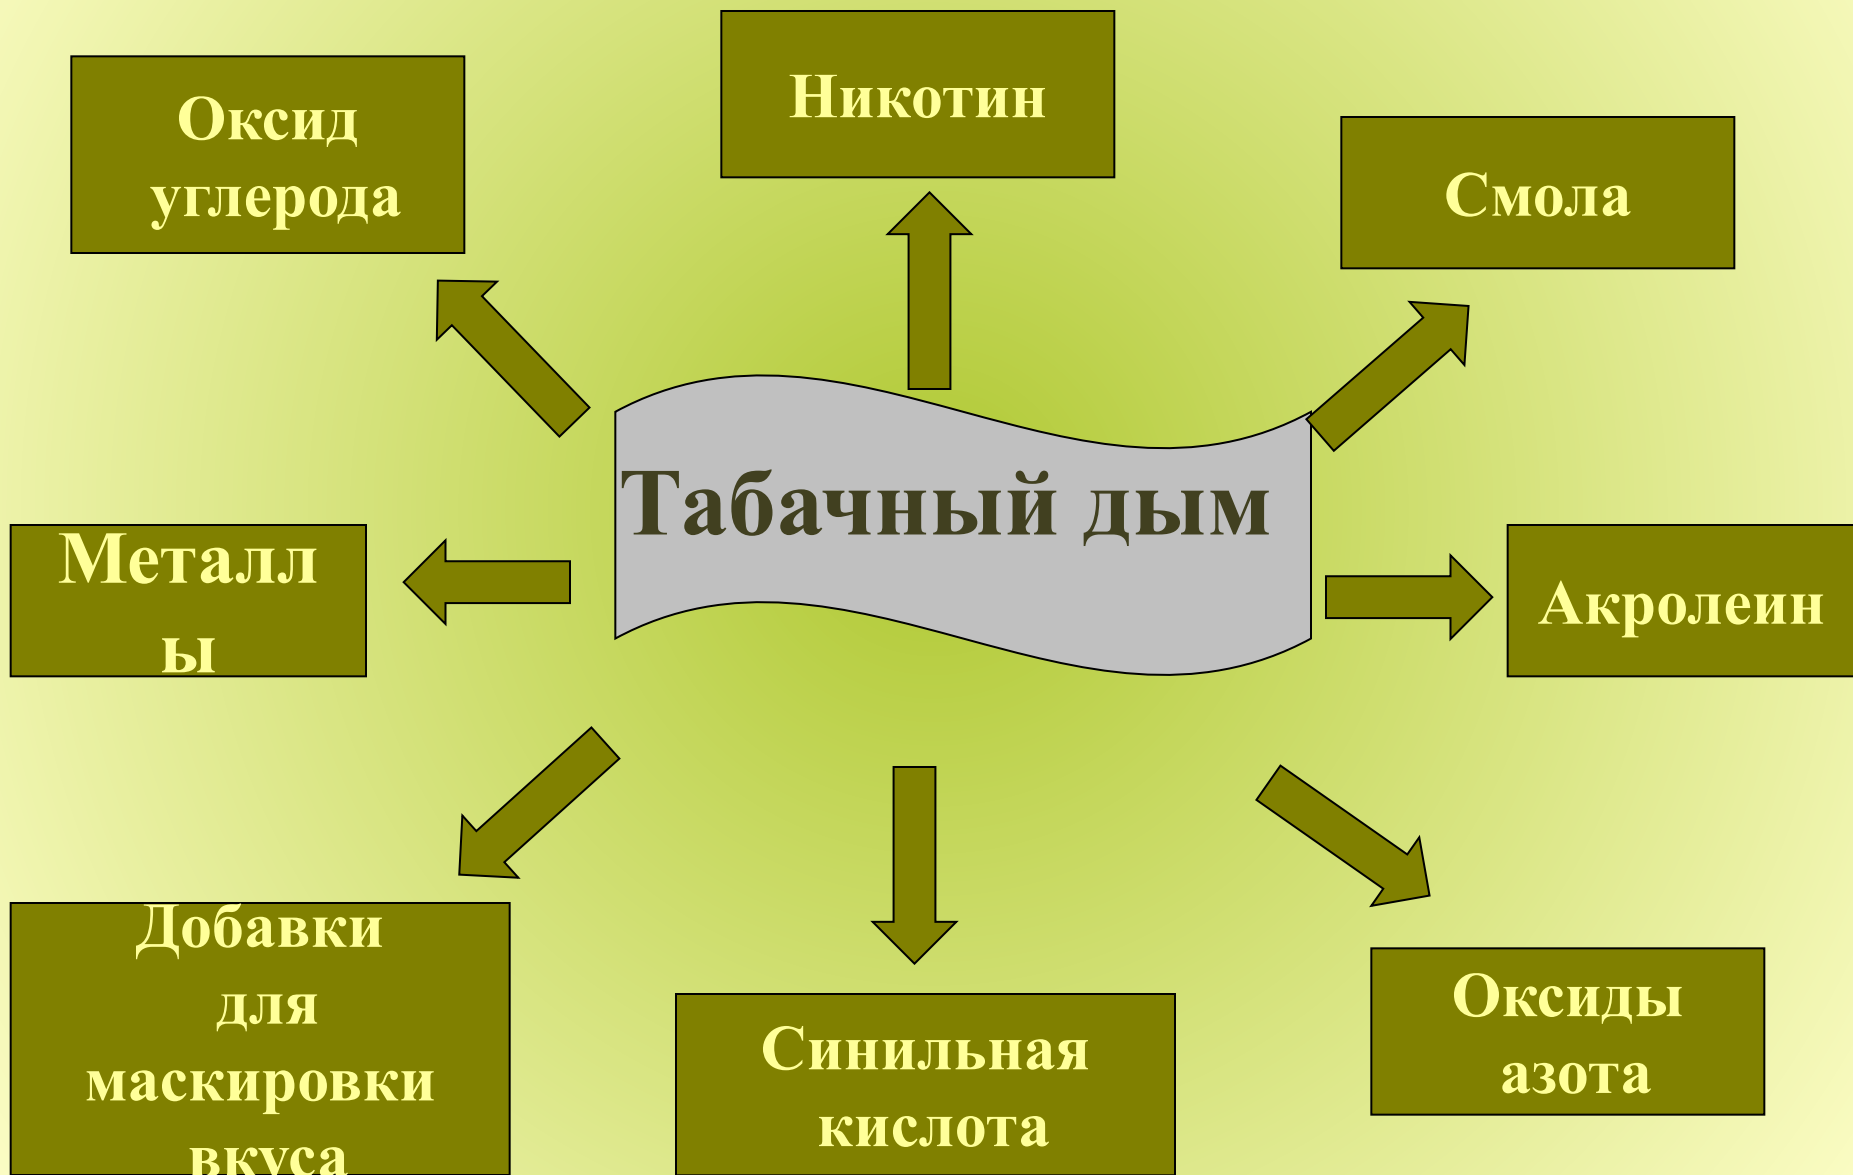 Никотин
Оксид
углерода
Смола
Табачный дым
Металл
ы
Акролеин
Добавки
для
маскировки
вкуса
Синильная
кислота
Оксиды
азота